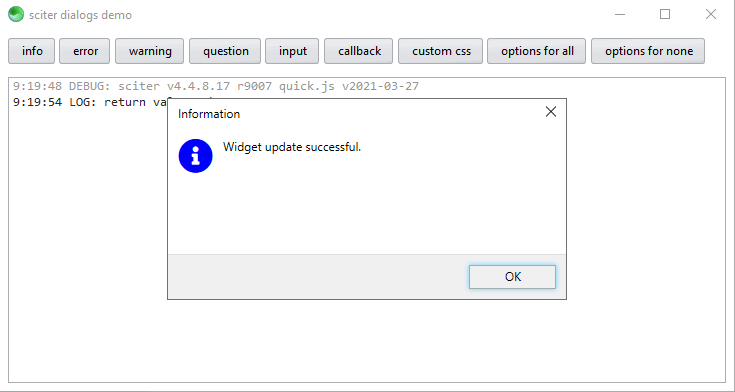 sciter dialogs demo
info error warning question input callback custom css options for all options for none
9:19:48 DEBUG: sciter v4.4.8.17 r9007 quick.js v2021-03-27
9:19:54 LOG: return
Information
Widget update successful.
OK